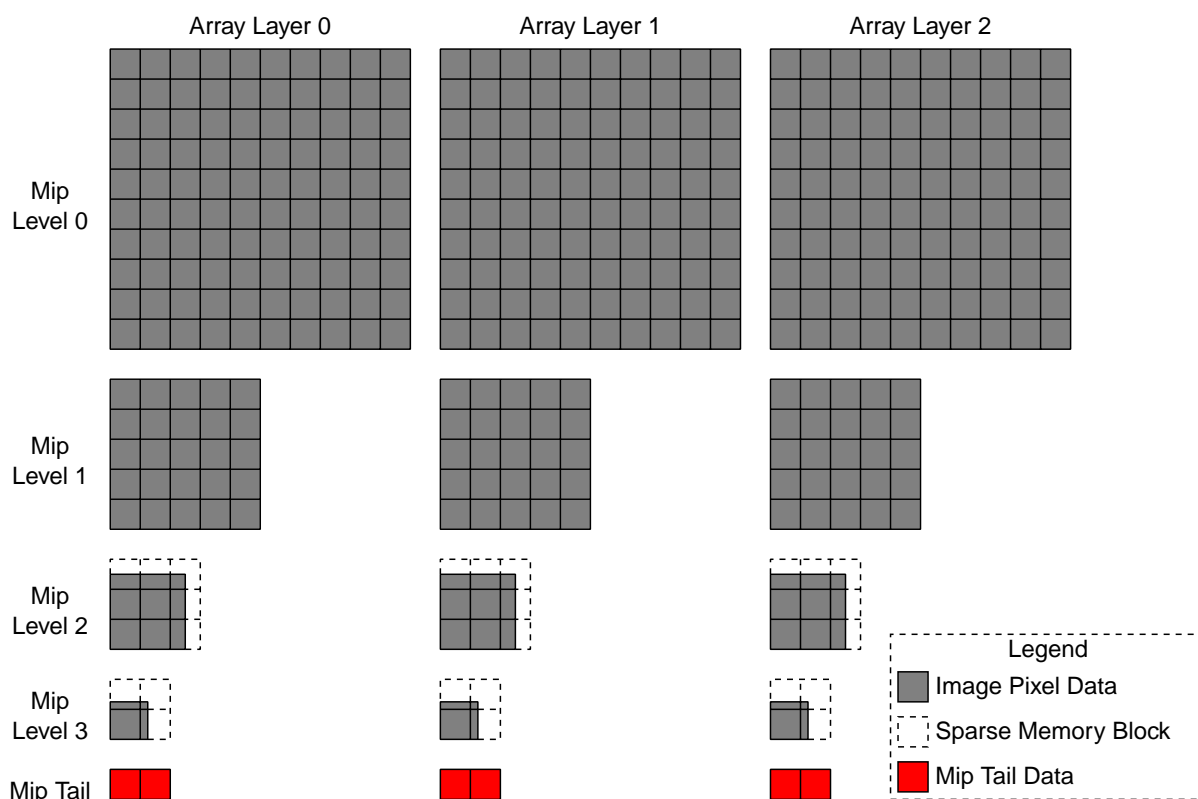 Array Layer 0
Array Layer 1
Array Layer 2
Mip
Level 0
Mip
Level 1
Mip
Level 2
Mip
Level 3
Mip Tail
Legend
Image Pixel Data
Sparse Memory Block
Mip Tail Data